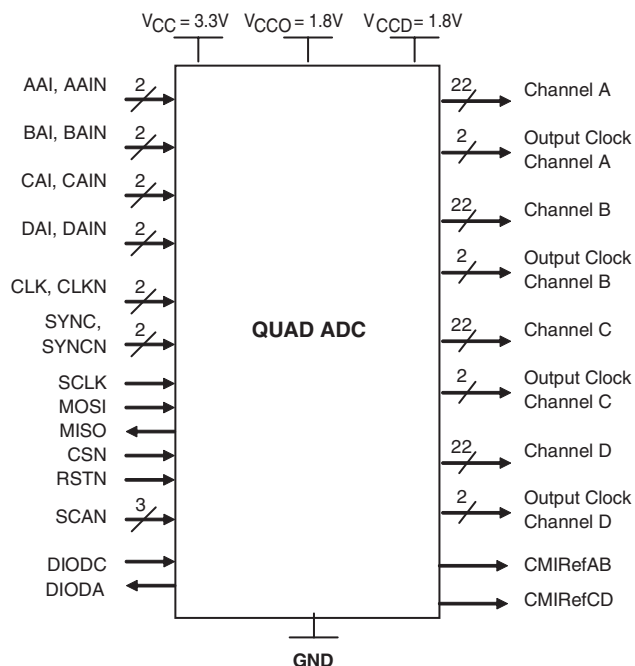 VCC = 3.3V
VCCO = 1.8V
VCCD = 1.8V
AAI, AAIN
2
BAI, BAIN
2
CAI, CAIN
2
DAI, DAIN
2
CLK, CLKN
2
SYNC,
SYNCN
2
SCLK
MOSI
MISO
CSN
RSTN
SCAN
3
DIODC
DIODA
QUAD ADC
22
Channel A
2
Output Clock
Channel A
22
Channel B
2
Output Clock
Channel B
22
Channel C
2
Output Clock
Channel C
22
Channel D
2
Output Clock
Channel D
CMIRefAB
CMIRefCD
GND